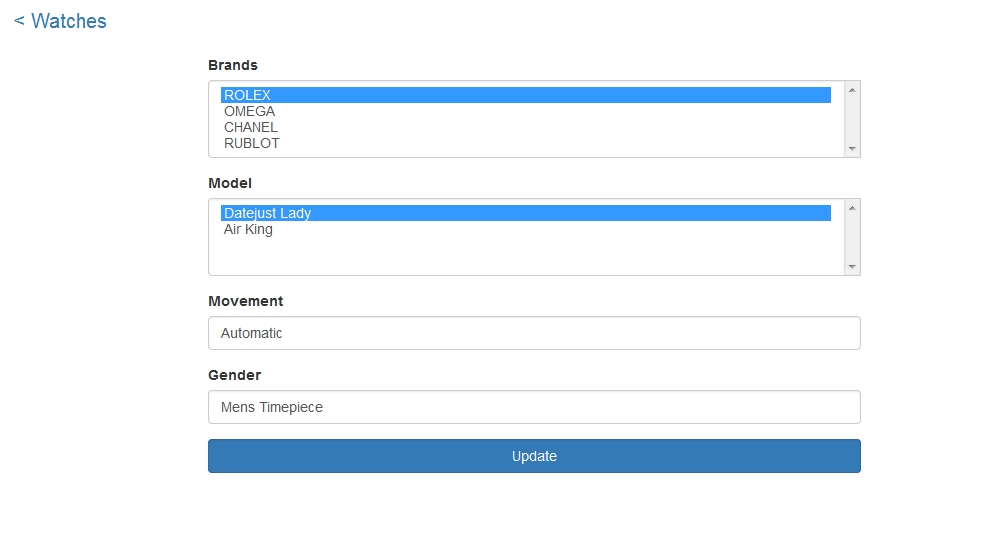 < Watches
Brands
ROLEX
OMEGA
CHANEL
RUBLOT
Model
Datejust Lady
Air King
Movement
Automatic
Gender
Mens Timepiece
Update